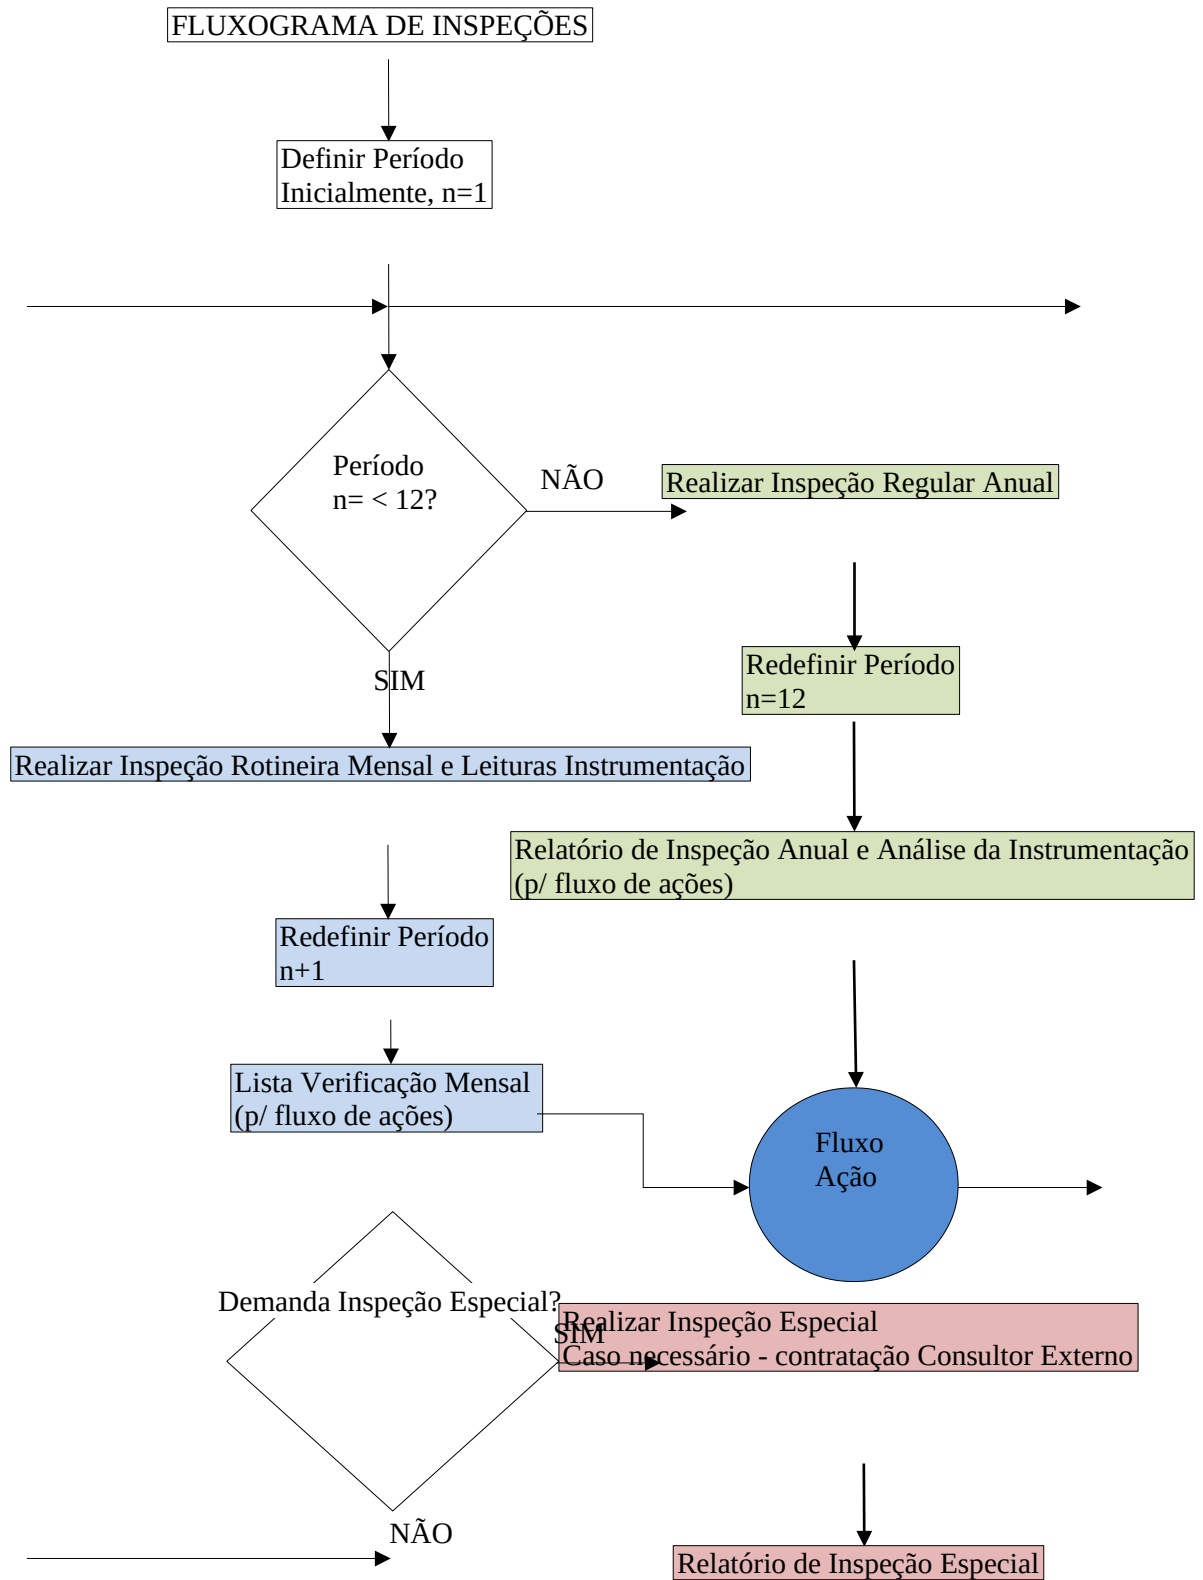 FLUXOGRAMA DE INSPEÇÕES
Definir Período
Inicialmente, n=1
Período
n= < 12?
NÃO
Realizar Inspeção Regular Anual
SIM
Redefinir Período
n=12
Realizar Inspeção Rotineira Mensal e Leituras Instrumentação
Relatório de Inspeção Anual e Análise da Instrumentação
(p/ fluxo de ações)
Redefinir Período
n+1
Lista Verificação Mensal
(p/ fluxo de ações)
Fluxo
Ação
Demanda Inspeção Especial?
SIM
Realizar Inspeção Especial
Caso necessário - contratação Consultor Externo
NÃO
Relatório de Inspeção Especial